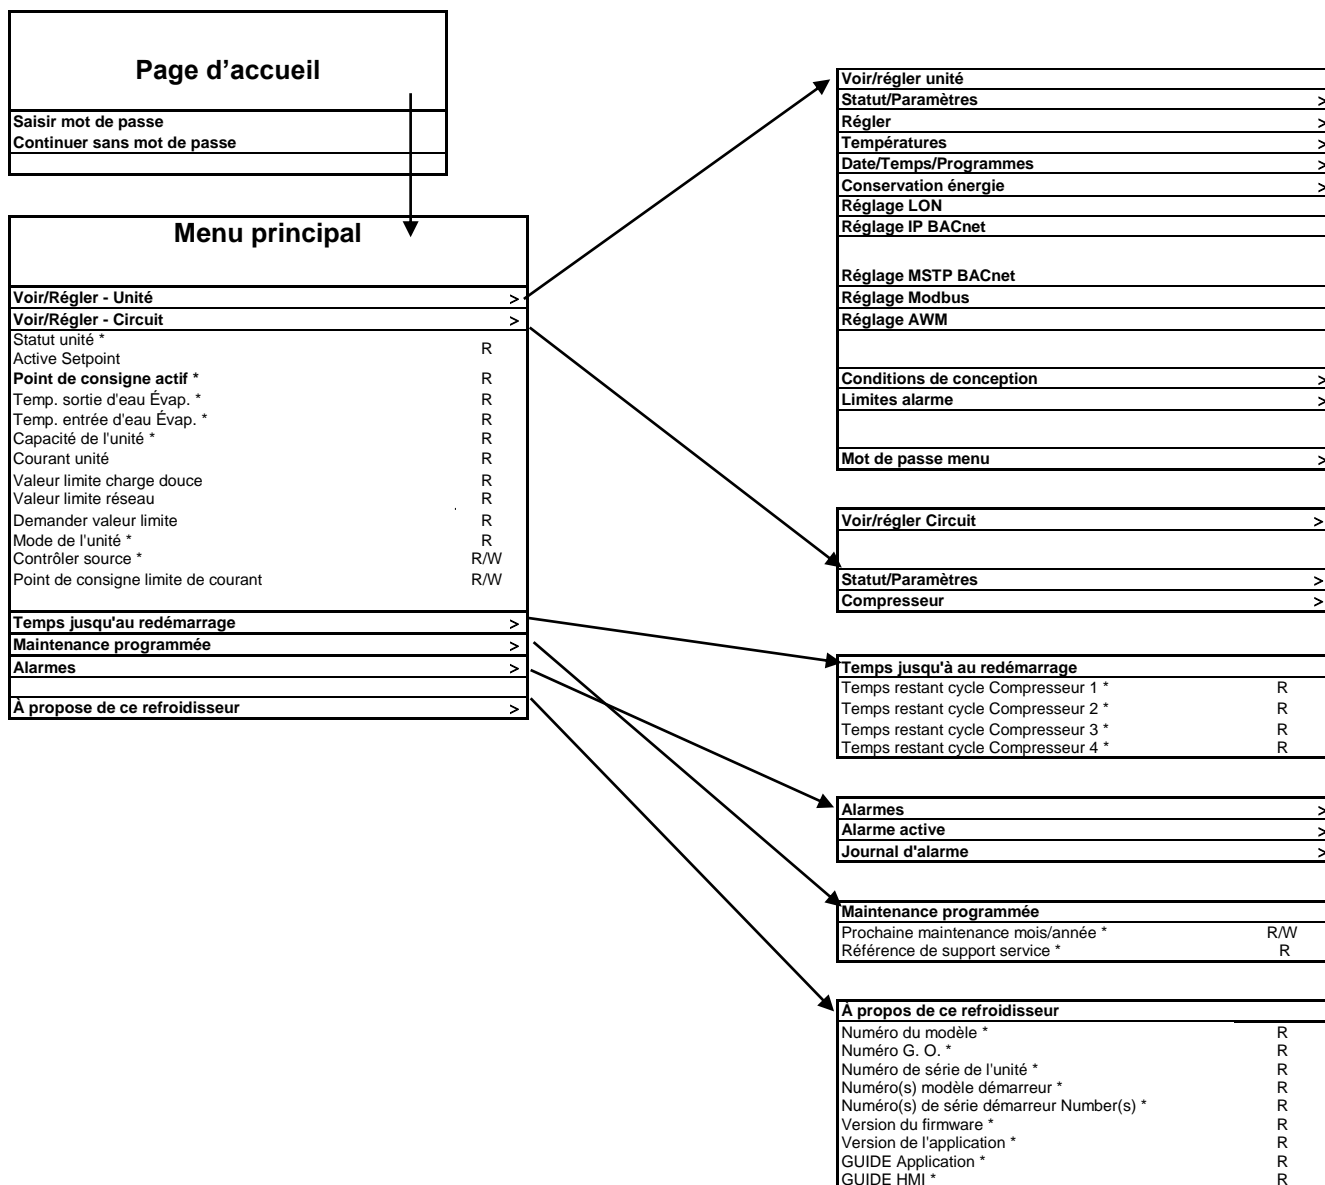 Page d'accueil
Saisir mot de passe
Continuer sans mot de passe
Menu principal
Voir/Régler - Unité >
Voir/Régler - Circuit >
Statut unité * R
Active Setpoint
Point de consigne actif * R
Temp. sortie d'eau Évap. * R
Temp. entrée d'eau Évap. * R
Capacité de l'unité * R
Courant unité R
Valeur limite charge douce R
Valeur limite réseau R
Demander valeur limite R
Mode de l'unité * R
Contrôler source * R/W
Point de consigne limite de courant R/W
Temps jusqu'au redémarrage >
Maintenance programmée >
Alarmes >
À propose de ce refroidisseur >
Voir/régler unité
Statut/Paramètres >
Régler >
Températures >
Date/Temps/Programmes >
Conservation énergie >
Réglage LON
Réglage IP BACnet
Réglage MSTP BACnet
Réglage Modbus
Réglage AWM
Conditions de conception >
Limites alarme >
Mot de passe menu >
Voir/régler Circuit >
Statut/Paramètres >
Compresseur >
Temps jusqu'à au redémarrage
Temps restant cycle Compresseur 1 * R
Temps restant cycle Compresseur 2 * R
Temps restant cycle Compresseur 3 * R
Temps restant cycle Compresseur 4 * R
Alarmes >
Alarme active >
Journal d'alarme >
Maintenance programmée
Prochaine maintenance mois/année * R/W
Référence de support service * R
À propos de ce refroidisseur
Numéro du modèle * R
Numéro G. O. * R
Numéro de série de l'unité * R
Numéro(s) modèle démarreur * R
Numéro(s) de série démarreur Number(s) * R
Version du firmware * R
Version de l'application * R
GUIDE Application * R
GUIDE HMI * R